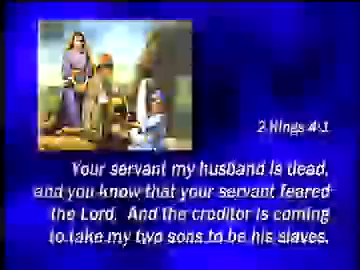 2 Kings 4:1
Your servant my husband is dead,
and you know that your servant feared
the Lord. And the creditor is coming
to take my two sons to be his slaves.